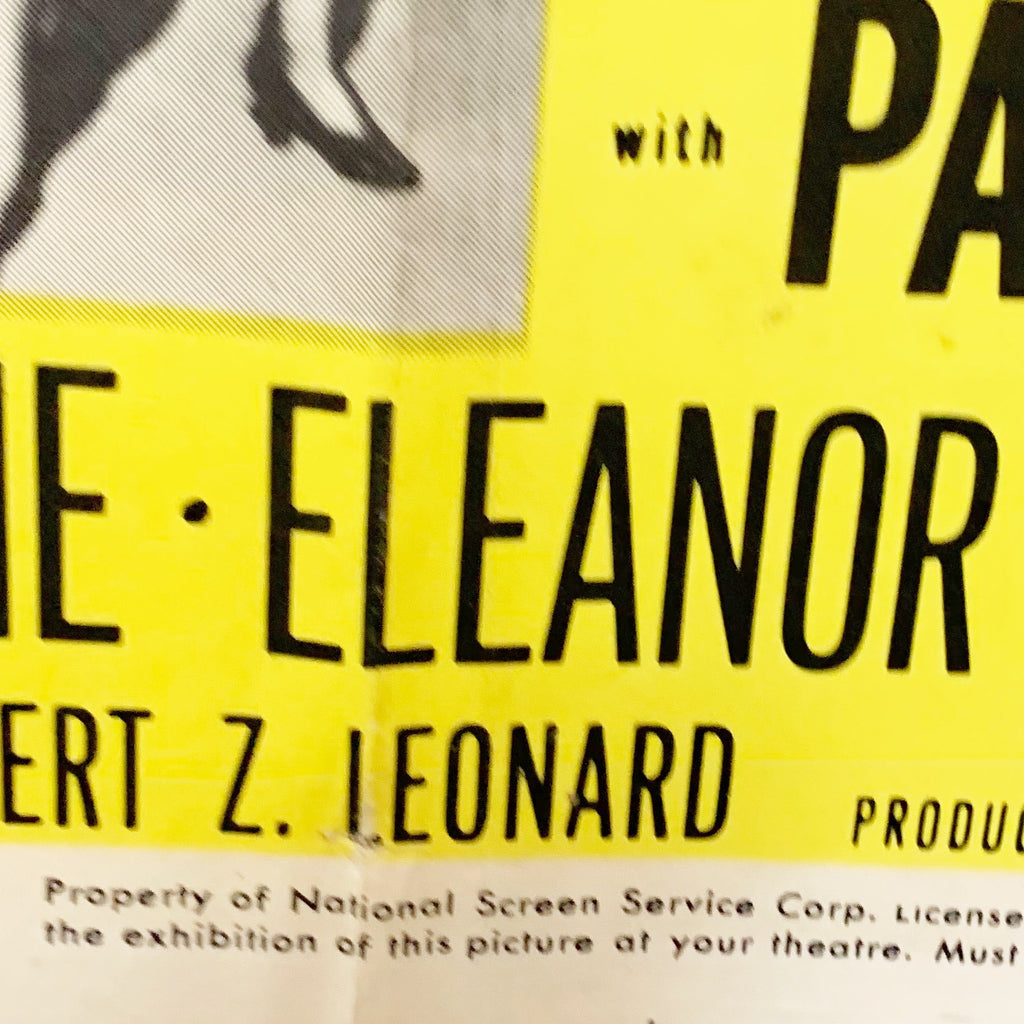 with PA
IE · ELEANOR
ERT Z. LEONARD PRODUC
Property of National Screen Service Corp. License
the exhibition of this picture at your theatre. Must